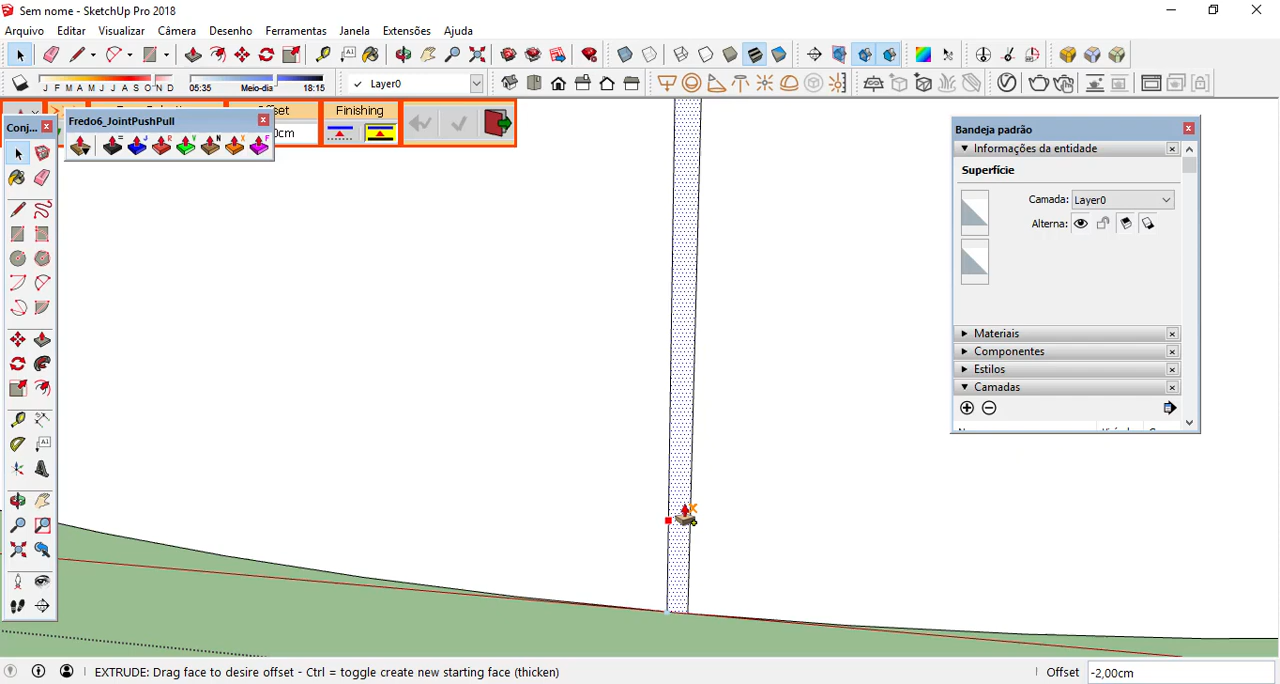 Sem nome - SketchUp Pro 2018
Arquivo Editar Visualizar Câmera Desenho Ferramentas Janela Extensões Ajuda
J F M A M J J A S O N D
05:35 Meio-dia 18:15
Layer0
Offset
Finishing
Conj...
Fredo6_JointPushPull
0cm
Bandeja padrão
Informações da entidade
Superfície
Camada: Layer0
Alterna:
Materiais
Componentes
Estilos
Camadas
EXTRUDE: Drag face to desire offset - Ctrl = toggle create new starting face (thicken)
Offset -2,00cm